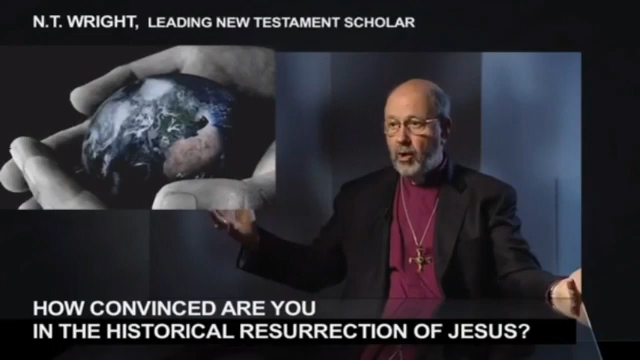 N.T. WRIGHT, LEADING NEW TESTAMENT SCHOLAR
HOW CONVINCED ARE YOU
IN THE HISTORICAL RESURRECTION OF JESUS?